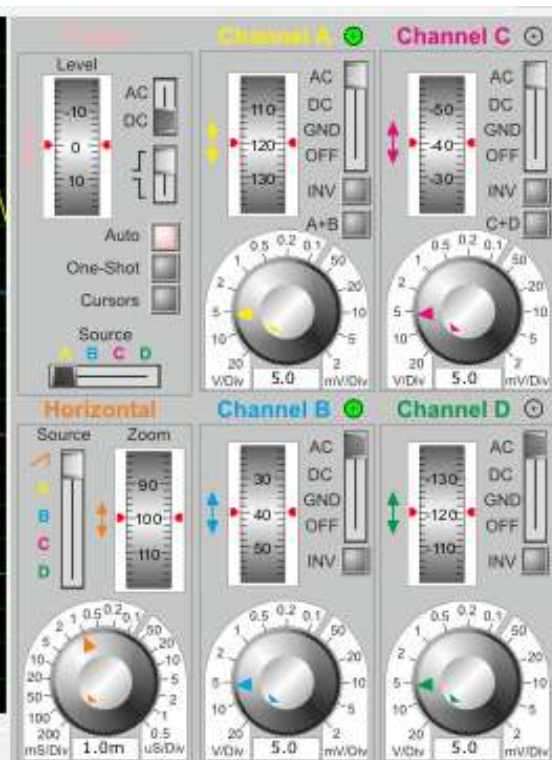 Trigger
Level
-10
0
10
AC
DC
Auto
One-Shot
Cursors
Source
A B C D
Channel A
110
120
130
AC
DC
GND
OFF
INV
A+B
20
10
5
2
1
0.5
0.2
0.1
50
20
10
5
2
V/Div
5.0
mV/Div
Channel C
-50
-40
-30
AC
DC
GND
OFF
INV
C+D
20
10
5
2
1
0.5
0.2
0.1
50
20
10
5
2
V/Div
5.0
mV/Div
Horizontal
Source
A
B
C
D
Zoom
90
100
110
200
100
50
20
10
5
2
1
0.5
0.2
0.1
50
20
10
5
2
1
0.5
mS/Div
1.0m
uS/Div
Channel B
30
40
50
AC
DC
GND
OFF
INV
20
10
5
2
1
0.5
0.2
0.1
50
20
10
5
2
V/Div
5.0
mV/Div
Channel D
-130
-120
-110
AC
DC
GND
OFF
INV
20
10
5
2
1
0.5
0.2
0.1
50
20
10
5
2
V/Div
5.0
mV/Div